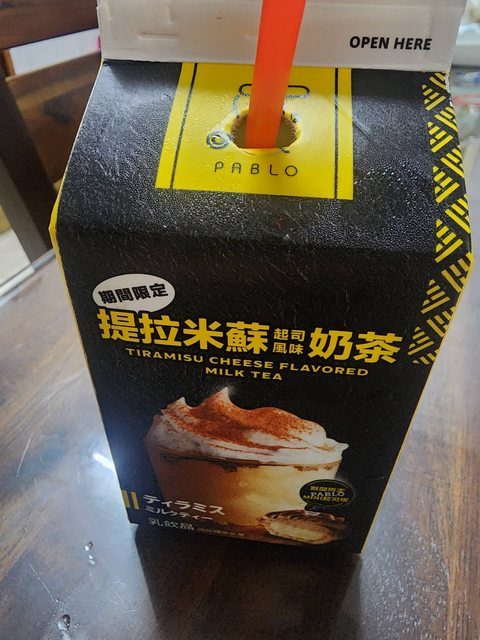 OPEN HERE
PABLO
期間限定
提拉米蘇起司風味奶茶
TIRAMISU CHEESE FLAVORED
MILK TEA
ティラミス
ミルクティー
乳飲品
PABLO